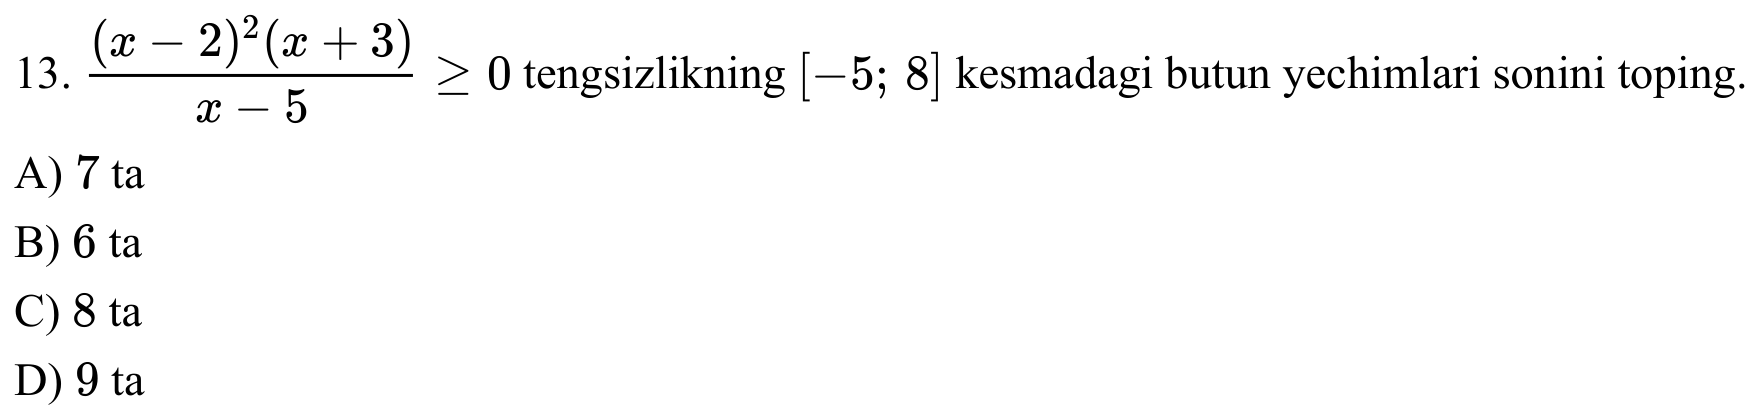 13. \frac{(x − 2)^2(x + 3)}{x − 5} ≥ 0 tengsizlikning [−5; 8] kesmadagi butun yechimlari sonini toping.
A) 7 ta
B) 6 ta
C) 8 ta
D) 9 ta